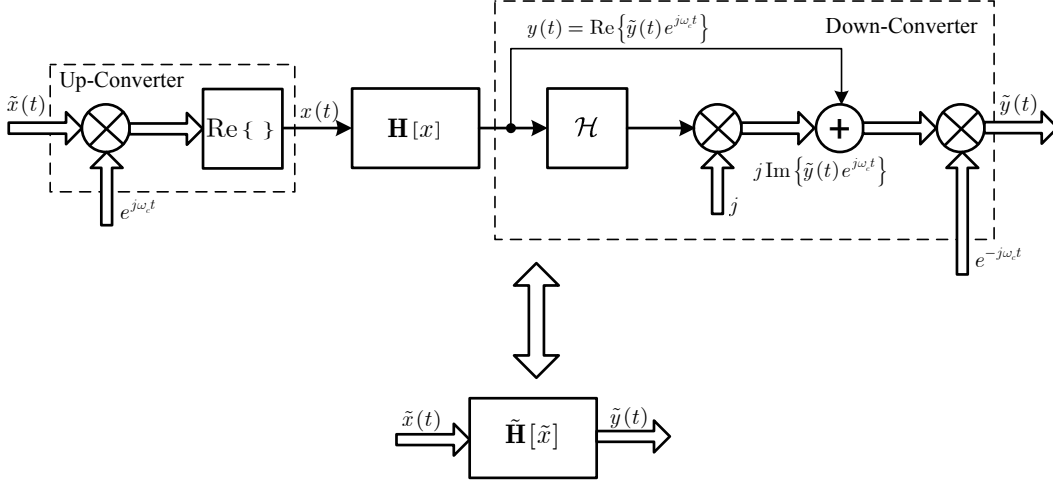 Down-Converter
y(t) = Re{ỹ(t) e^{jω_c t}}
Up-Converter
x̃(t)
Re{ }
x(t)
H[x]
ℋ
+
ỹ(t)
j Im{ỹ(t) e^{jω_c t}}
e^{jω_c t}
j
e^{-jω_c t}
x̃(t)
H̃[x̃]
ỹ(t)